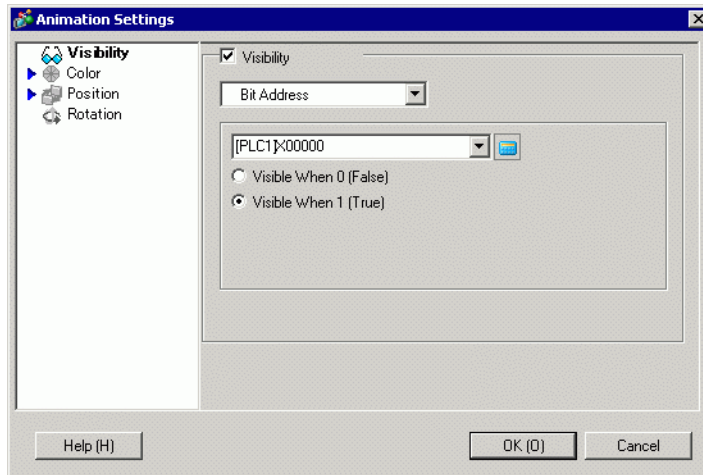 Animation Settings
Visibility
Color
Position
Rotation
Visibility
Bit Address
[PLC1]X00000
Visible When 0 (False)
Visible When 1 (True)
Help (H)
OK (O)
Cancel